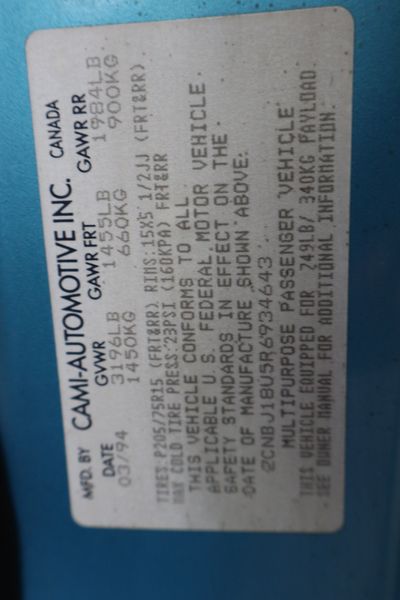 MFD. BY CAMI-AUTOMOTIVE INC. CANADA
DATE GVWR GAWR FRT GAWR RR
03/94 3196LB 1455LB 1984LB
1450KG 660KG 900KG
TIRES:P205/75R15 (FRT&RR) RIMS:15X5 1/2JJ (FRT&RR)
MAX COLD TIRE PRESS:23PSI (160KPA) FRT&RR
THIS VEHICLE CONFORMS TO ALL
APPLICABLE U.S. FEDERAL MOTOR VEHICLE
SAFETY STANDARDS IN EFFECT ON THE
DATE OF MANUFACTURE SHOWN ABOVE.
2CNBJ18U5R6934643
MULTIPURPOSE PASSENGER VEHICLE
THIS VEHICLE EQUIPPED FOR 749LB/ 340KG PAYLOAD.
SEE OWNER MANUAL FOR ADDITIONAL INFORMATION.